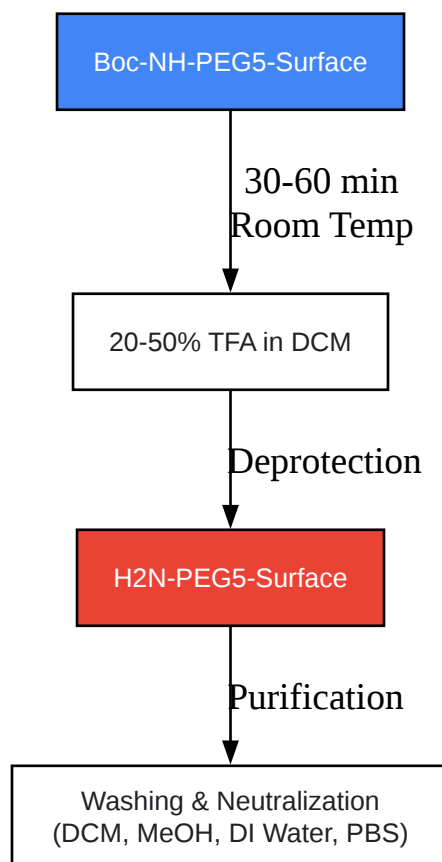 Boc-NH-PEG5-Surface
30-60 min
Room Temp
20-50% TFA in DCM
Deprotection
H2N-PEG5-Surface
Purification
Washing & Neutralization
(DCM, MeOH, DI Water, PBS)